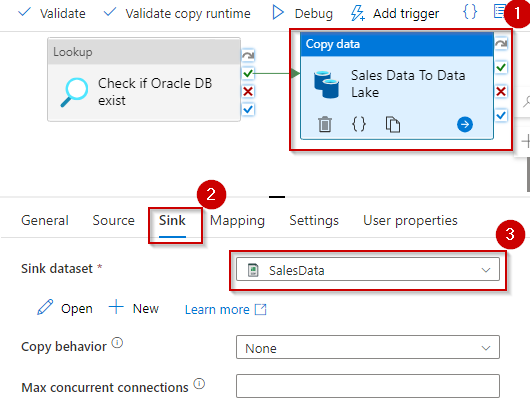 Validate
Validate copy runtime
Debug
Add trigger
{}
1
Lookup
Check if Oracle DB
exist
Copy data
Sales Data To Data
Lake
{}
2
General
Source
Sink
Mapping
Settings
User properties
3
Sink dataset *
SalesData
Open
New
Learn more
Copy behavior
None
Max concurrent connections